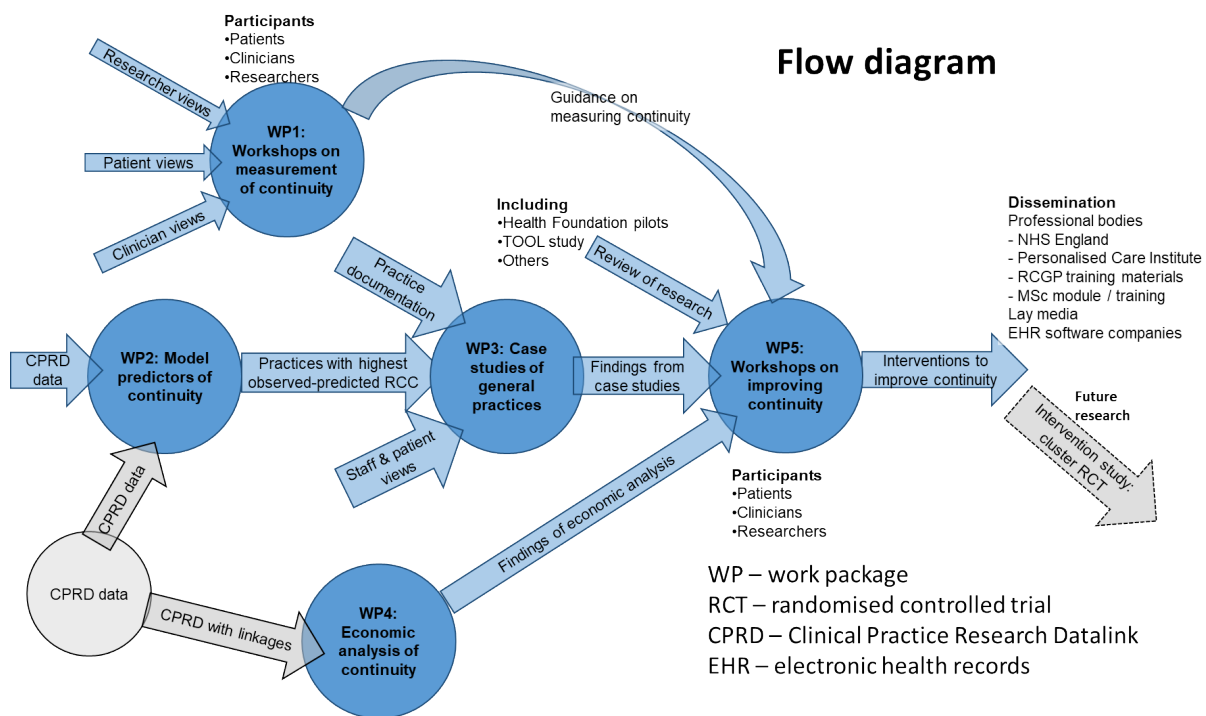 Flow diagram
Participants
•Patients
•Clinicians
•Researchers
Researcher views
Patient views
Clinician views
WP1:
Workshops on
measurement
of continuity
Guidance on
measuring continuity
Including
•Health Foundation pilots
•TOOL study
•Others
Review of research
Practice
documentation
CPRD
data
WP2: Model
predictors of
continuity
Practices with highest
observed-predicted RCC
WP3: Case
studies of
general
practices
Findings from
case studies
WP5:
Workshops on
improving
continuity
Interventions to
improve continuity
Dissemination
Professional bodies
- NHS England
- Personalised Care Institute
- RCGP training materials
- MSc module / training
Lay media
EHR software companies
Future
research
Intervention study:
cluster RCT
Staff & patient
views
Participants
•Patients
•Clinicians
•Researchers
CPRD data
CPRD data
CPRD with linkages
WP4:
Economic
analysis of
continuity
Findings of economic analysis
WP – work package
RCT – randomised controlled trial
CPRD – Clinical Practice Research Datalink
EHR – electronic health records